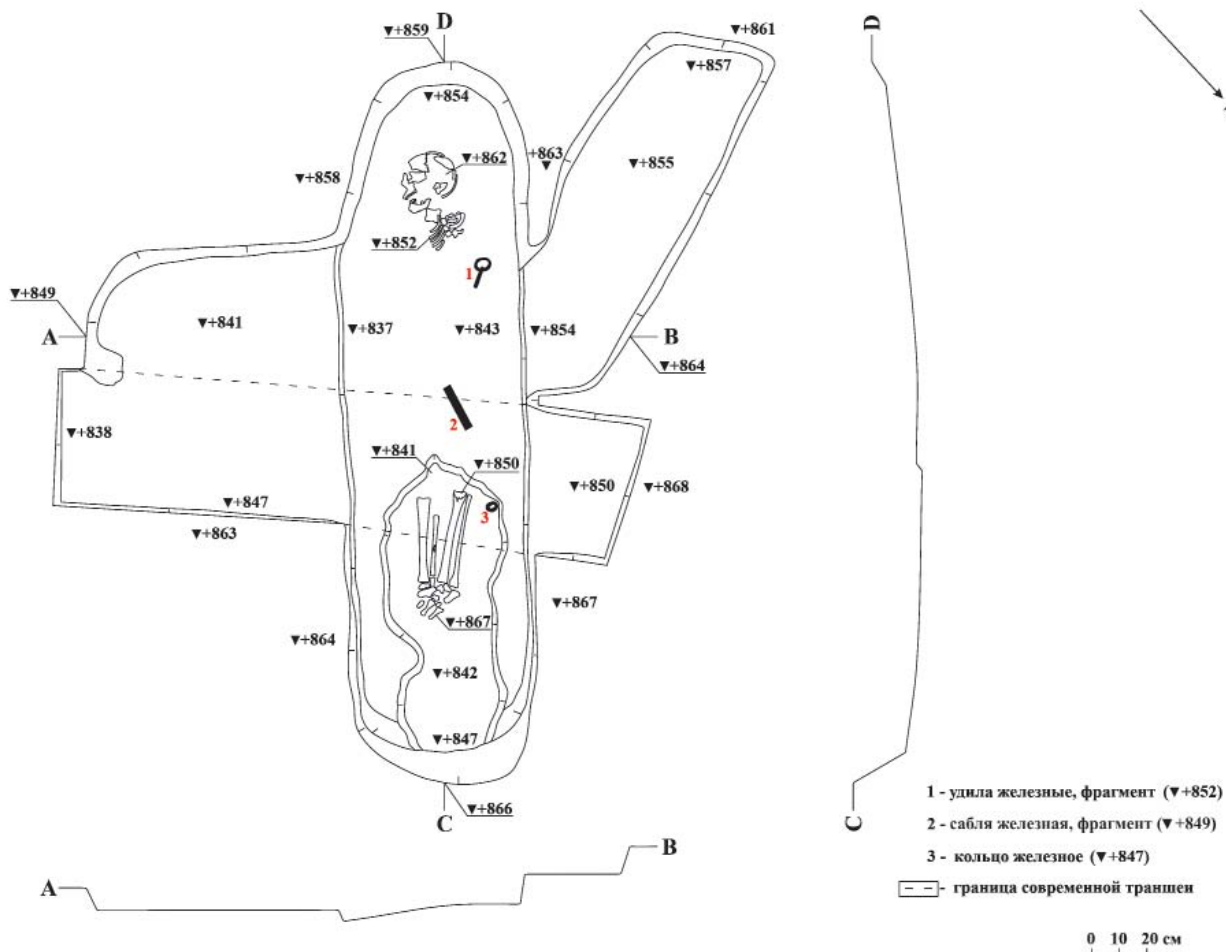 D
▼+859
▼+861
▼+857
D
▼+854
▼+862
+863
▼
▼+855
▼+858
▼+852
1
▼+849
▼+841
A
▼+837
▼+843
▼+854
B
▼+864
2
▼+838
▼+841
▼+850
▼+847
3
▼+850
▼+868
▼+863
▼+867
▼+864
▼+867
▼+842
▼+847
▼+866
C
C
1 - удила железные, фрагмент (▼+852)
2 - сабля железная, фрагмент (▼+849)
3 - кольцо железное (▼+847)
- граница современной траншеи
A
B
0 10 20 см